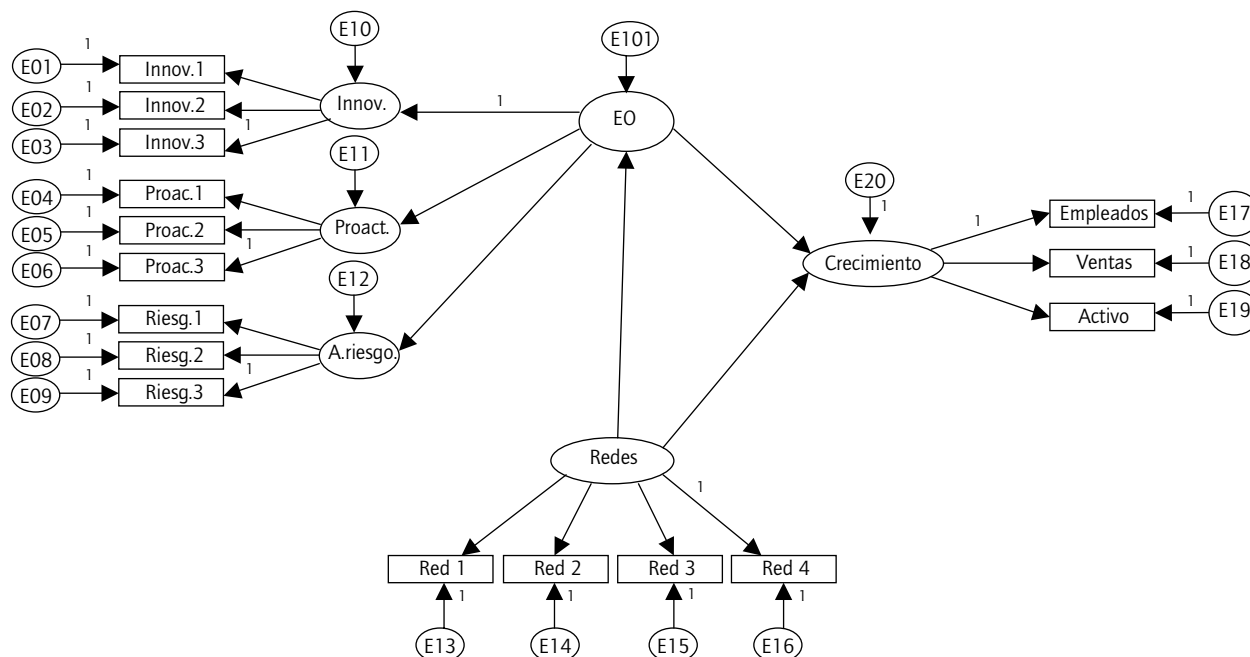 E10
E101
1
E01
Innov.1
1
E02
Innov.2
Innov.
1
EO
1
E03
Innov.3
1
E11
1
E04
Proac.1
E20
1
1
E05
Proac.2
Proact.
1
Empleados
1
E17
1
E06
Proac.3
1
Crecimiento
Ventas
1
E18
E12
1
E07
Riesg.1
Activo
1
E19
1
E08
Riesg.2
A.riesgo.
1
E09
Riesg.3
1
Redes
1
Red 1
Red 2
Red 3
Red 4
1
1
1
1
E13
E14
E15
E16